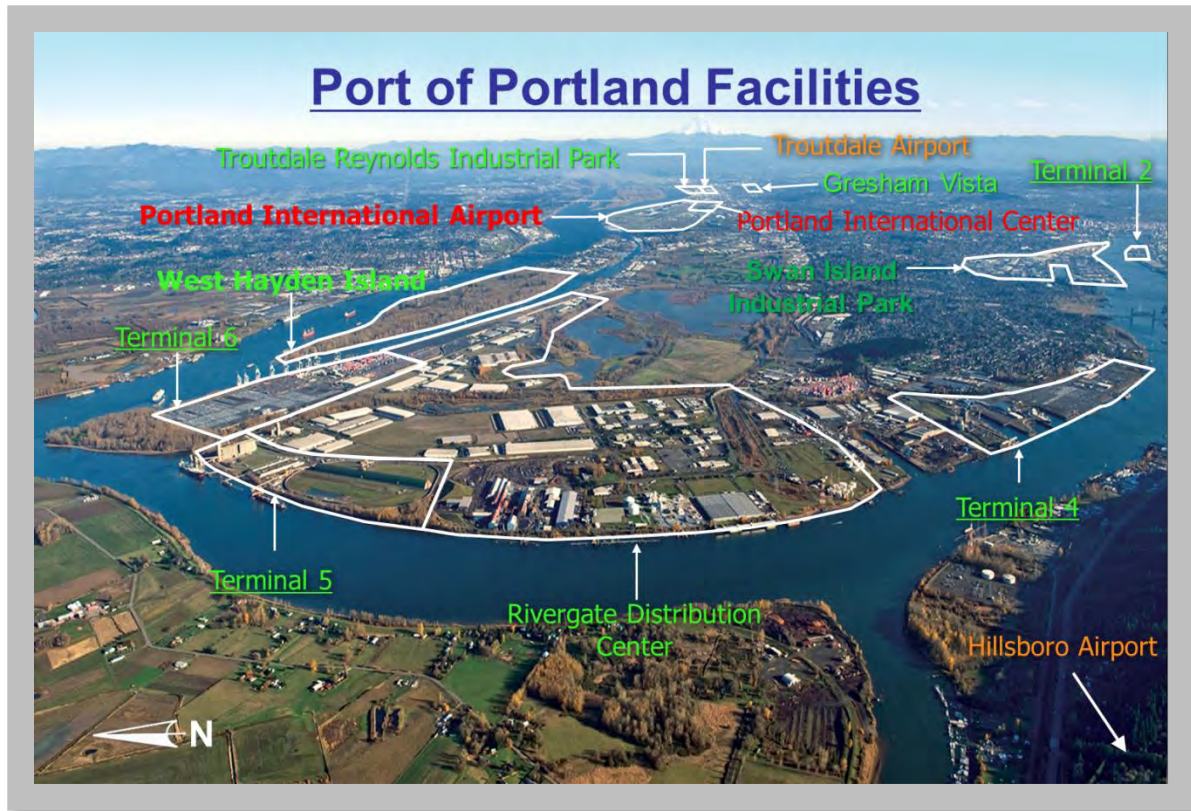 Port of Portland Facilities
Troutdale Reynolds Industrial Park
Troutdale Airport
Terminal 2
Gresham Vista
Portland International Airport
Portland International Center
West Hayden Island
Swan Island
Industrial Park
Terminal 6
Terminal 4
Terminal 5
Rivergate Distribution
Center
Hillsboro Airport
N